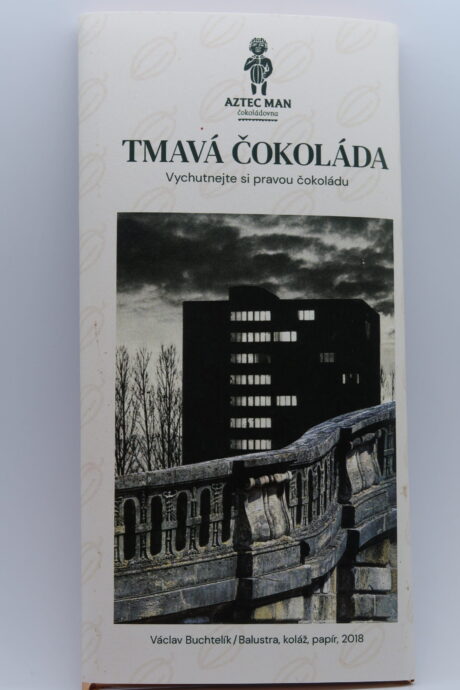 AZTEC MAN
čokoládovna
TMAVÁ ČOKOLÁDA
Vychutnejte si pravou čokoládu
Václav Buchtelík / Balustra, koláž, papír, 2018